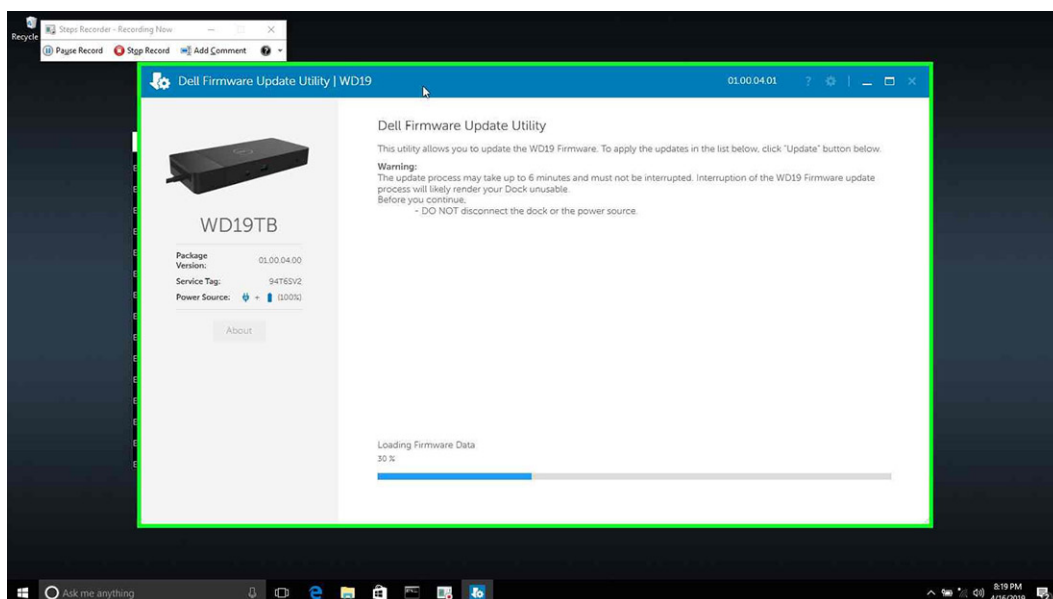 Steps Recorder - Recording Now
Recycle
Pause Record Stop Record Add Comment
Dell Firmware Update Utility | WD19 01.00.04.01
Dell Firmware Update Utility
This utility allows you to update the WD19 Firmware. To apply the updates in the list below, click "Update" button below.
Warning:
The update process may take up to 6 minutes and must not be interrupted. Interruption of the WD19 Firmware update
process will likely render your Dock unusable.
Before you continue,
- DO NOT disconnect the dock or the power source.
WD19TB
Package
Version: 01.00.04.00
Service Tag: 94T6SV2
Power Source: + (100%)
About
Loading Firmware Data
30 %
Ask me anything
8:19 PM
4/16/2019